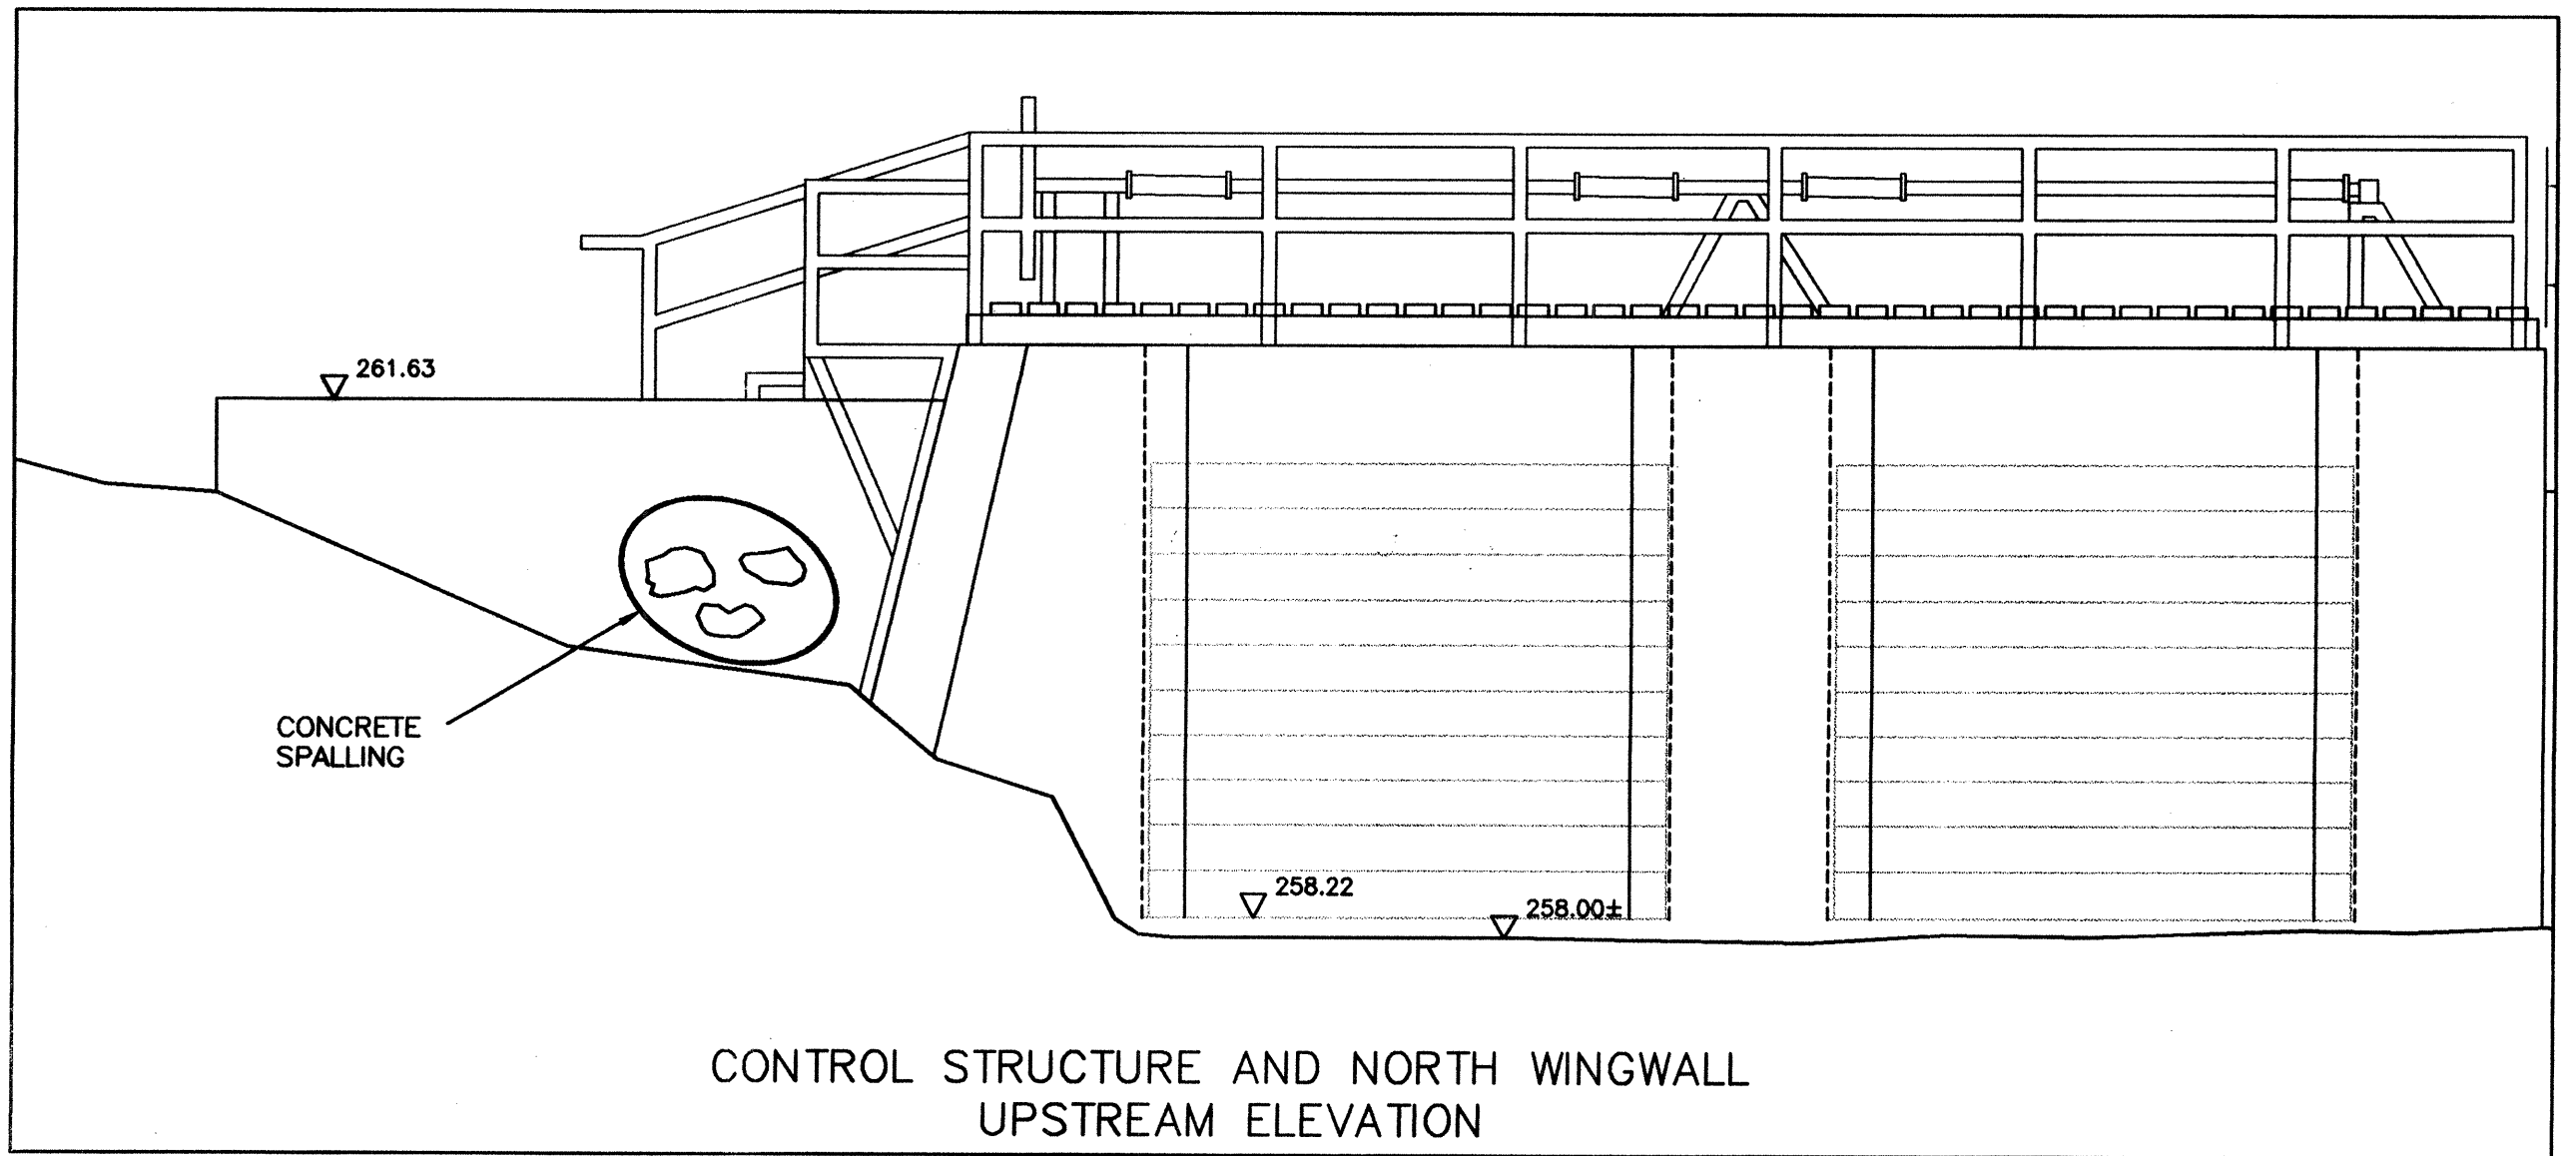 261.63
CONCRETE
SPALLING
258.22
258.00±
CONTROL STRUCTURE AND NORTH WINGWALL
UPSTREAM ELEVATION